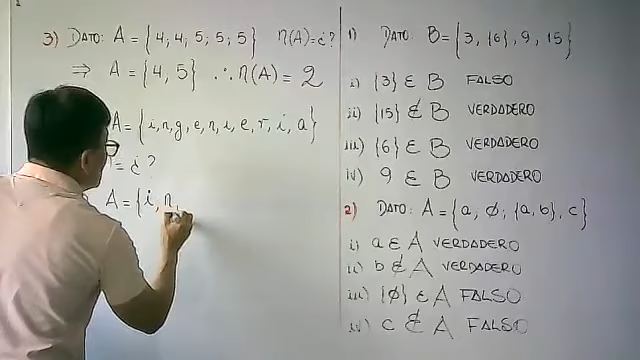 3) DATO: A = {4, 4, 5, 5, 5} n(A)=¿?
⇒ A = {4, 5} ∴ n(A) = 2
A = {i, n, g, e, n, i, e, r, i, a}
= ¿?
A = {i, n,
1) DATO B = {3, {6}, 9, 15}
i) {3} ∈ B FALSO
ii) {15} ∉ B VERDADERO
iii) {6} ∈ B VERDADERO
iv) 9 ∈ B VERDADERO
2) DATO: A = {a, ϕ, {a, b}, c}
i) a ∈ A VERDADERO
ii) b ∉ A VERDADERO
iii) {ϕ} ∈ A FALSO
iv) c ∉ A FALSO